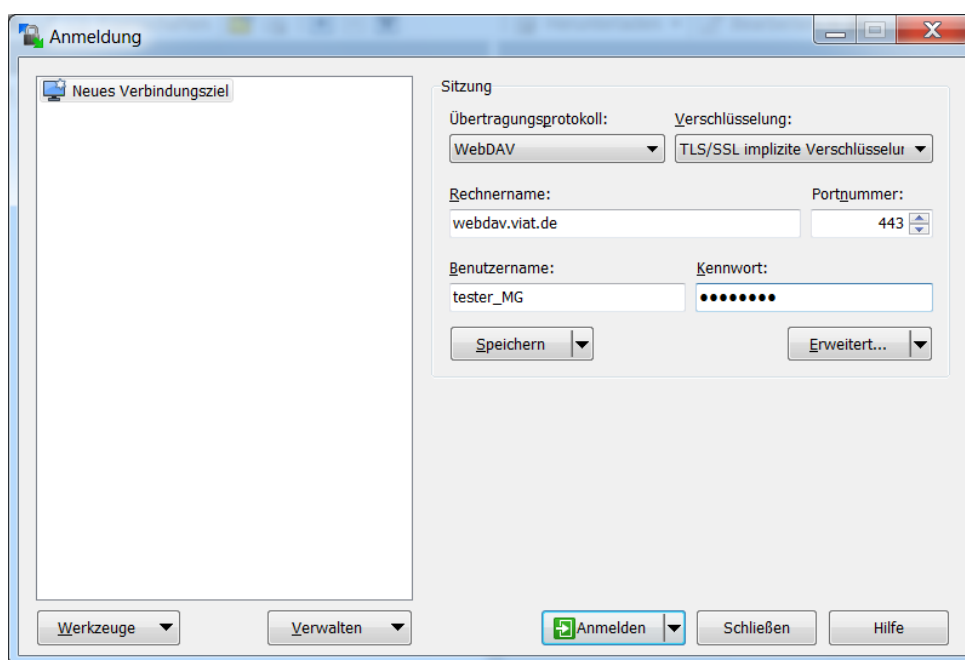 Anmeldung
Neues Verbindungsziel
Sitzung
Übertragungsprotokoll: Verschlüsselung:
WebDAV TLS/SSL implizite Verschlüsselur
Rechnername: Portnummer:
webdav.viat.de 443
Benutzername: Kennwort:
tester_MG ••••••••
Speichern Erweitert...
Werkzeuge Verwalten Anmelden Schließen Hilfe